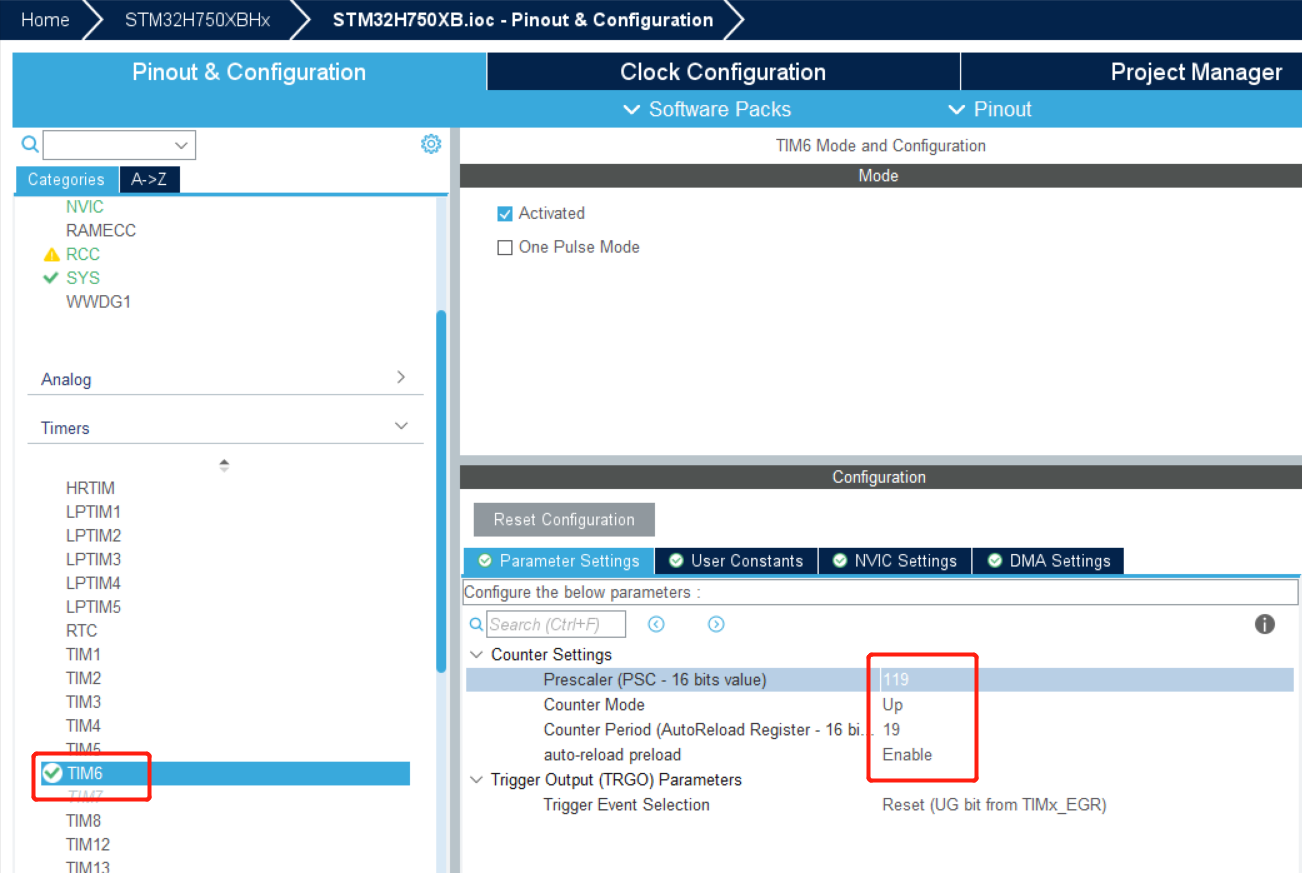 Home STM32H750XBHx STM32H750XB.ioc - Pinout & Configuration
Pinout & Configuration Clock Configuration Project Manager
Software Packs Pinout
Categories A->Z
NVIC
RAMECC
RCC
SYS
WWDG1
Analog
Timers
HRTIM
LPTIM1
LPTIM2
LPTIM3
LPTIM4
LPTIM5
RTC
TIM1
TIM2
TIM3
TIM4
TIM5
TIM6
TIM7
TIM8
TIM12
TIM13
TIM6 Mode and Configuration
Mode
Activated
One Pulse Mode
Configuration
Reset Configuration
Parameter Settings User Constants NVIC Settings DMA Settings
Configure the below parameters :
Search (Ctrl+F)
Counter Settings
Prescaler (PSC - 16 bits value) 119
Counter Mode Up
Counter Period (AutoReload Register - 16 bi... 19
auto-reload preload Enable
Trigger Output (TRGO) Parameters
Trigger Event Selection Reset (UG bit from TIMx_EGR)